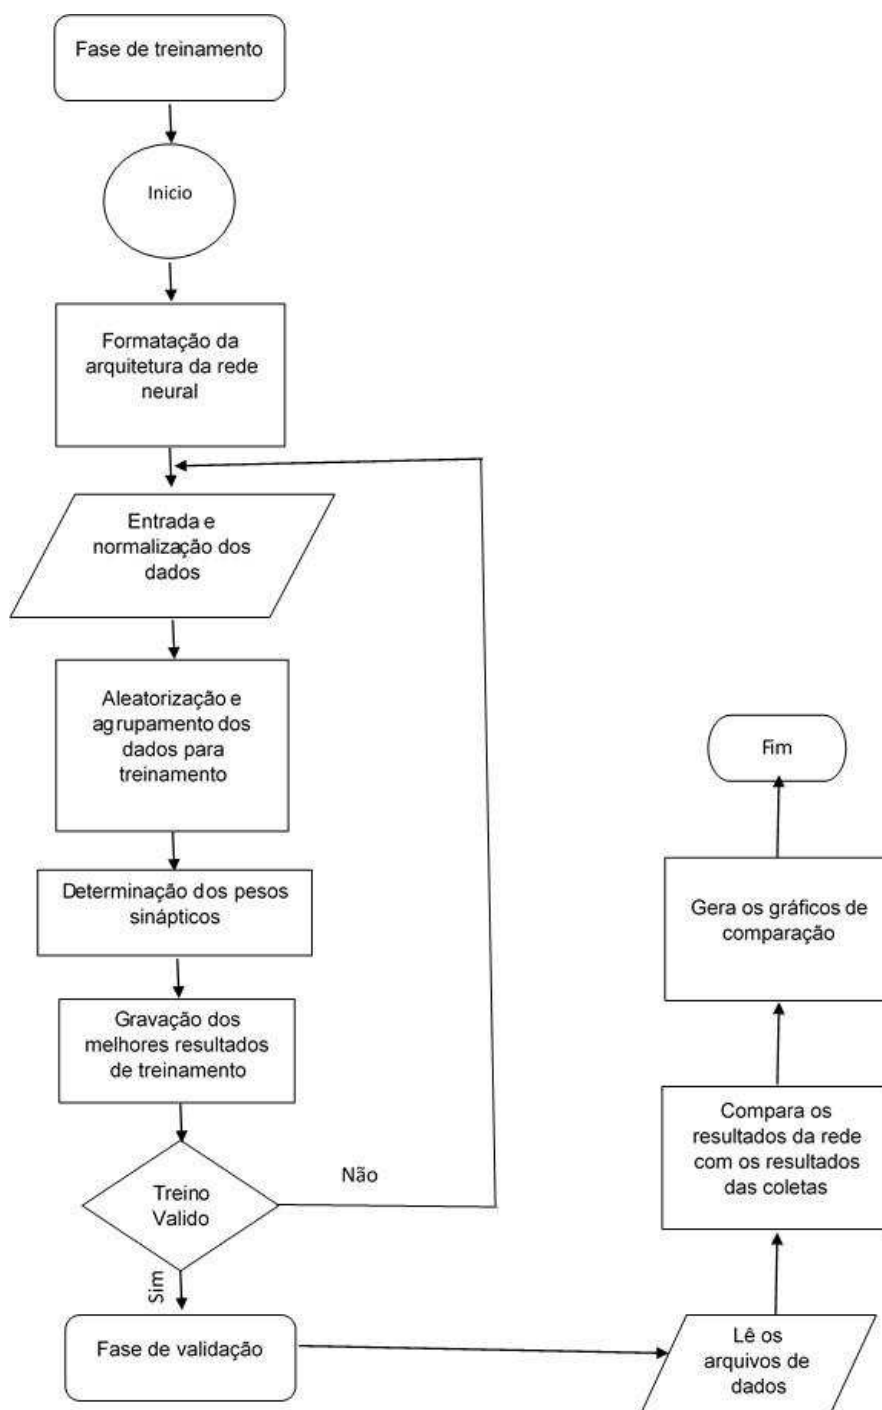 Fase de treinamento
Inicio
Formatação da
arquitetura da rede
neural
Entrada e
normalização dos
dados
Aleatorização e
agrupamento dos
dados para
treinamento
Determinação dos pesos
sinápticos
Gravação dos
melhores resultados
de treinamento
Treino
Valido
Não
Sim
Fase de validação
Lê os
arquivos de
dados
Compara os
resultados da rede
com os resultados
das coletas
Gera os gráficos de
comparação
Fim